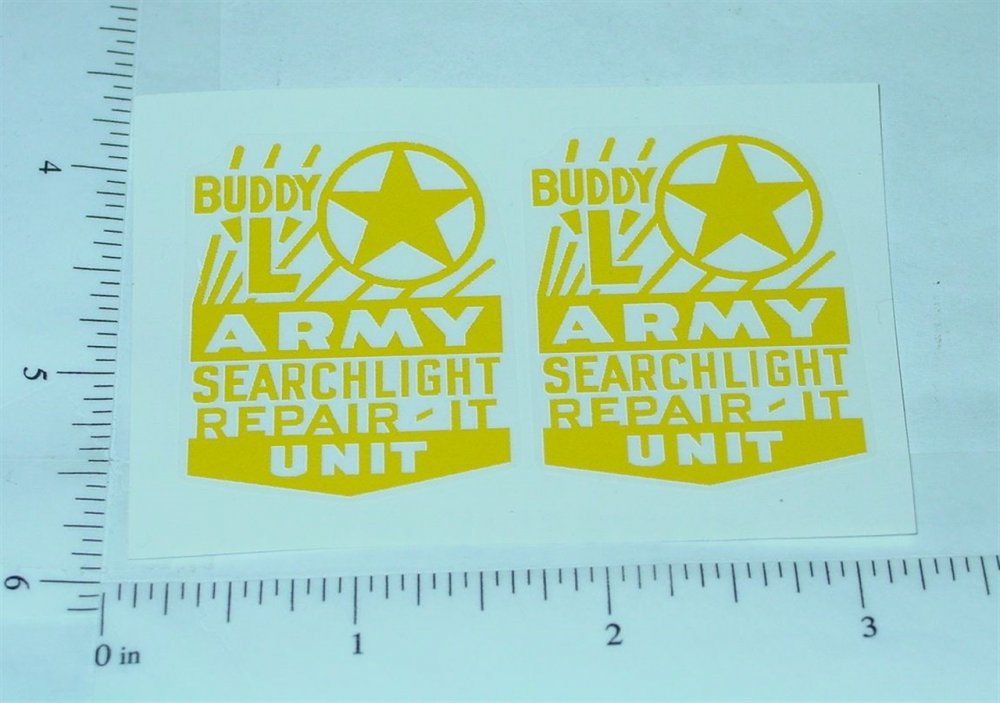 BUDDY
'L'
ARMY
SEARCHLIGHT
REPAIR-IT
UNIT
BUDDY
'L'
ARMY
SEARCHLIGHT
REPAIR-IT
UNIT
4
5
6
0 in
1
2
3